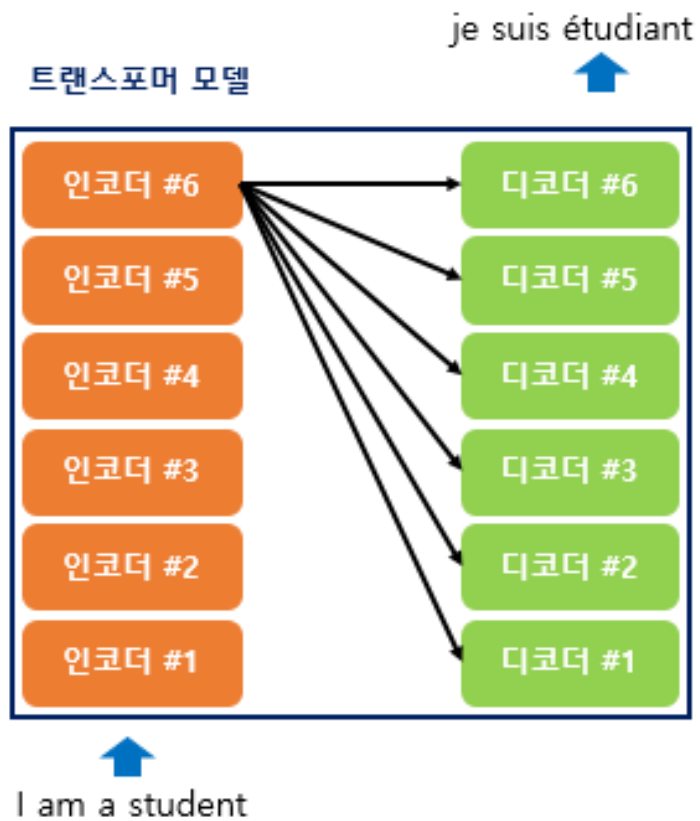 je suis étudiant
트랜스포머 모델
인코더 #6
디코더 #6
인코더 #5
디코더 #5
인코더 #4
디코더 #4
인코더 #3
디코더 #3
인코더 #2
디코더 #2
인코더 #1
디코더 #1
I am a student